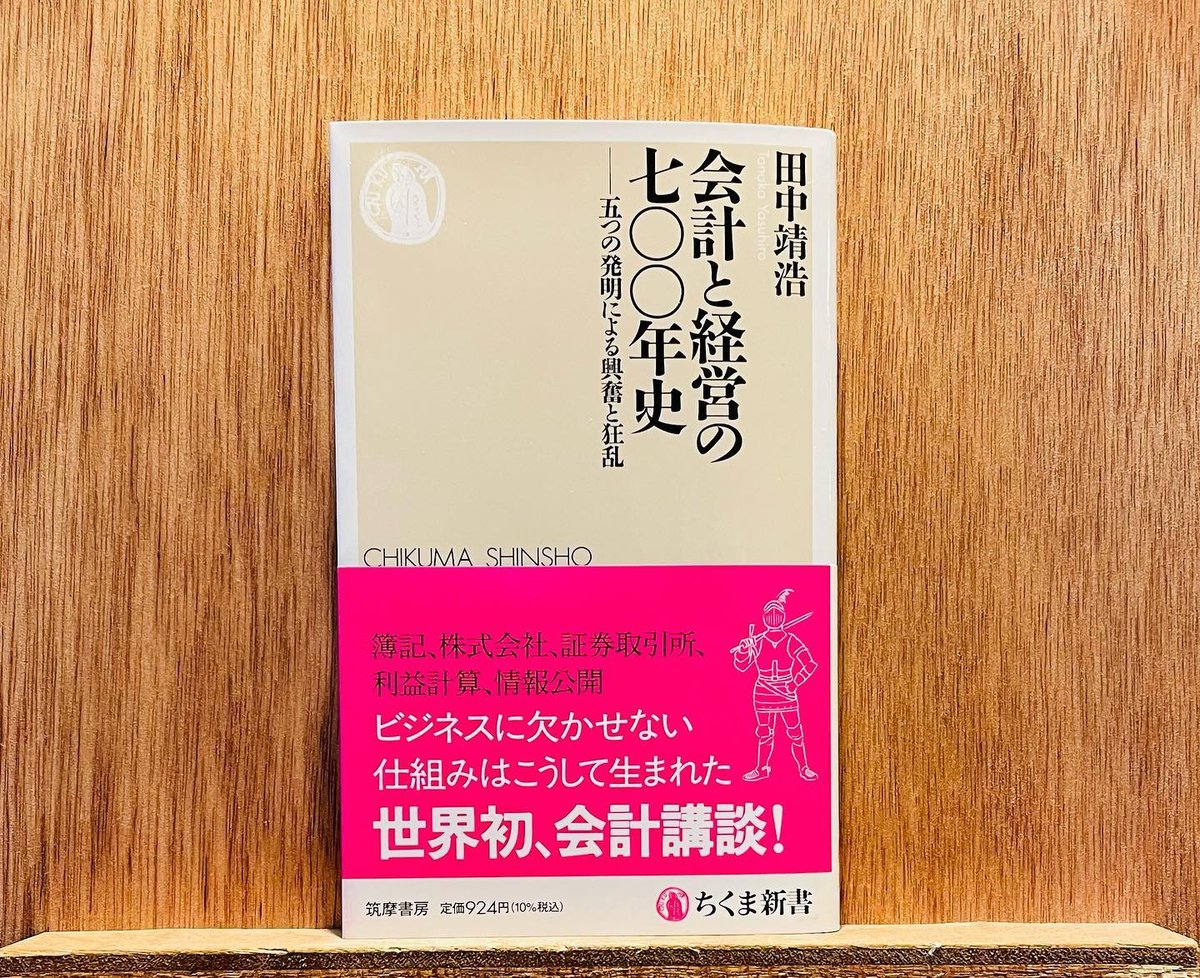 田中靖浩
Tanaka Yasuhiro
会計と経営の
七〇〇年史
──五つの発明による興奮と狂乱
CHIKUMA SHINSHO
簿記、株式会社、証券取引所、
利益計算、情報公開
ビジネスに欠かせない
仕組みはこうして生まれた
世界初、会計講談!
筑摩書房 定価924円(10%税込)
ちくま新書